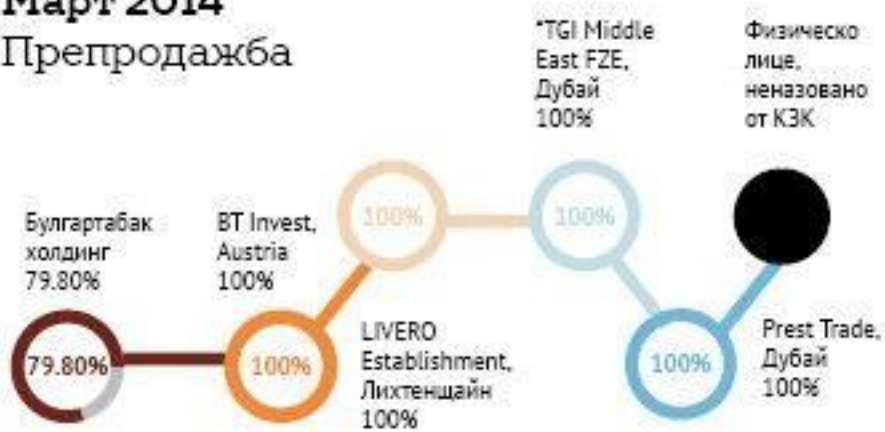 Март 2014
Препродажба
*TGI Middle
East FZE,
Дубай
100%
Физическо
лице,
неназовано
от КЗК
Булгартабак
холдинг
79.80%
BT Invest,
Austria
100%
100%
100%
79.80%
100%
LIVERO
Establishment,
Лихтенщайн
100%
100%
Prest Trade,
Дубай
100%